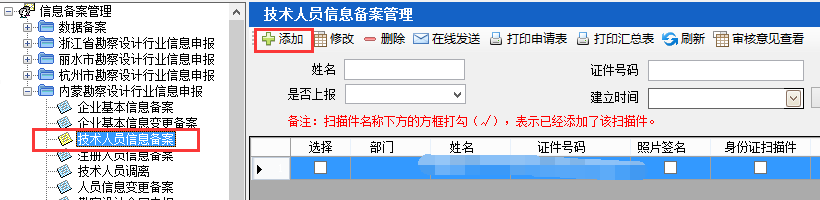 信息备案管理
数据备案
浙江省勘察设计行业信息申报
丽水市勘察设计行业信息申报
杭州市勘察设计行业信息申报
内蒙勘察设计行业信息申报
企业基本信息备案
企业基本信息变更备案
技术人员信息备案
注册人员信息备案
技术人员调离
人员信息变更备案
技术人员信息备案管理
添加 修改 删除 在线发送 打印申请表 打印汇总表 刷新 审核意见查看
姓名 证件号码
是否上报 建立时间
备注：扫描件名称下方的方框打勾（√），表示已经添加了该扫描件。
选择 部门 姓名 证件号码 照片签名 身份证扫描件